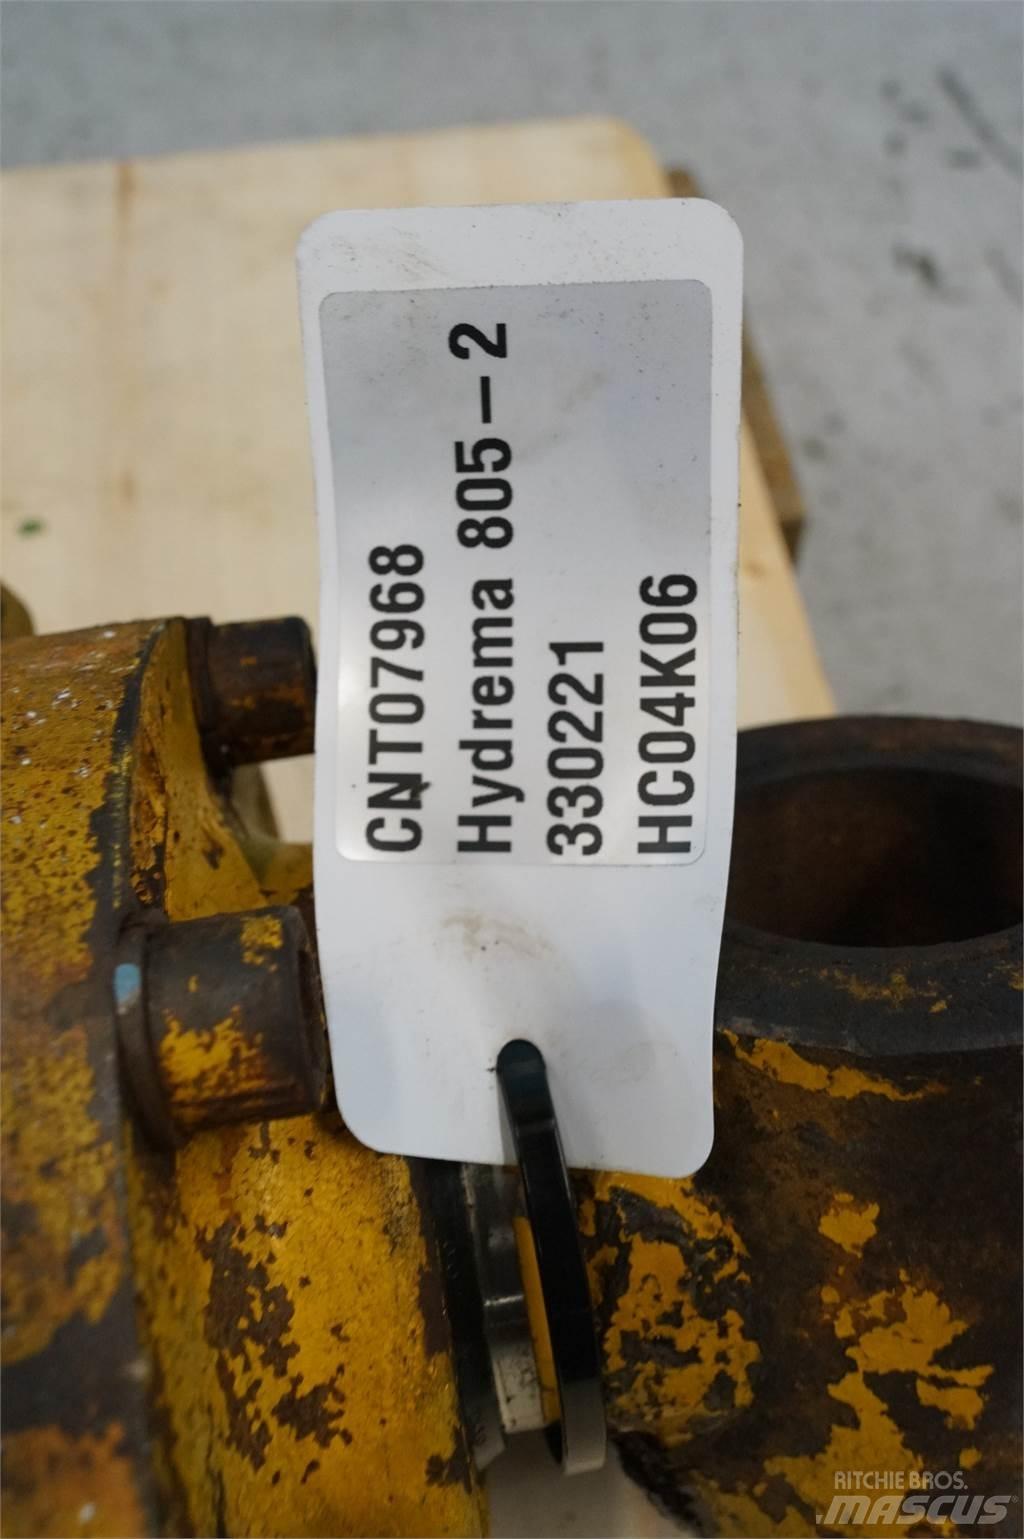 CNT07968
Hydrema 805-2
330221
HC04K06
RITCHIE BROS.
MASCUS